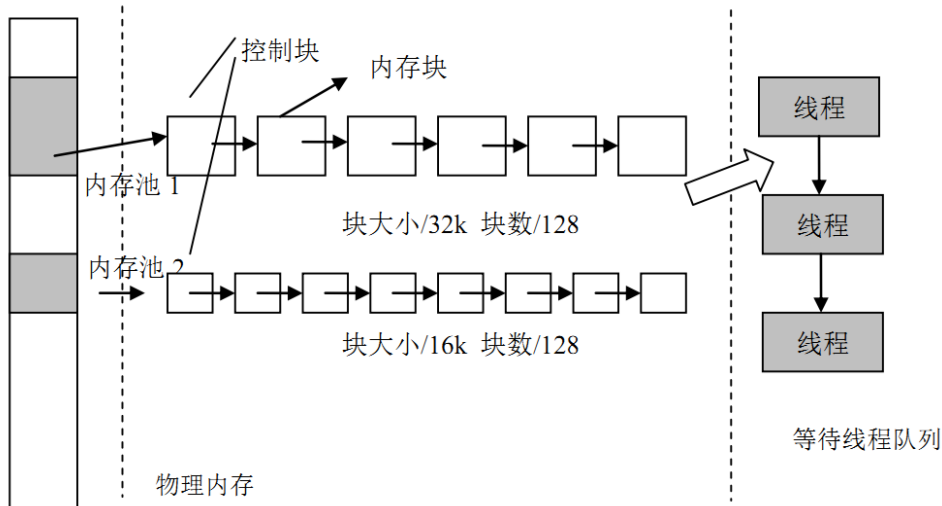 控制块
内存块
线程
内存池 1
块大小/32k 块数/128
线程
内存池 2
块大小/16k 块数/128
线程
等待线程队列
物理内存